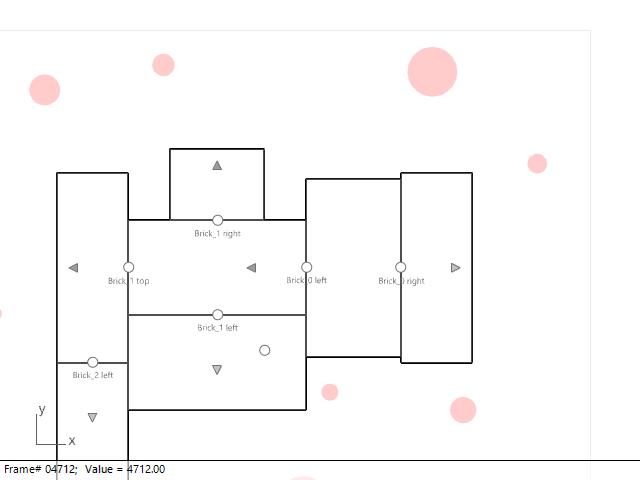 Brick_1 right
Brick_1 top
Brick_0 left
Brick_0 right
Brick_1 left
Brick_2 left
y
x
Frame# 04712; Value = 4712.00